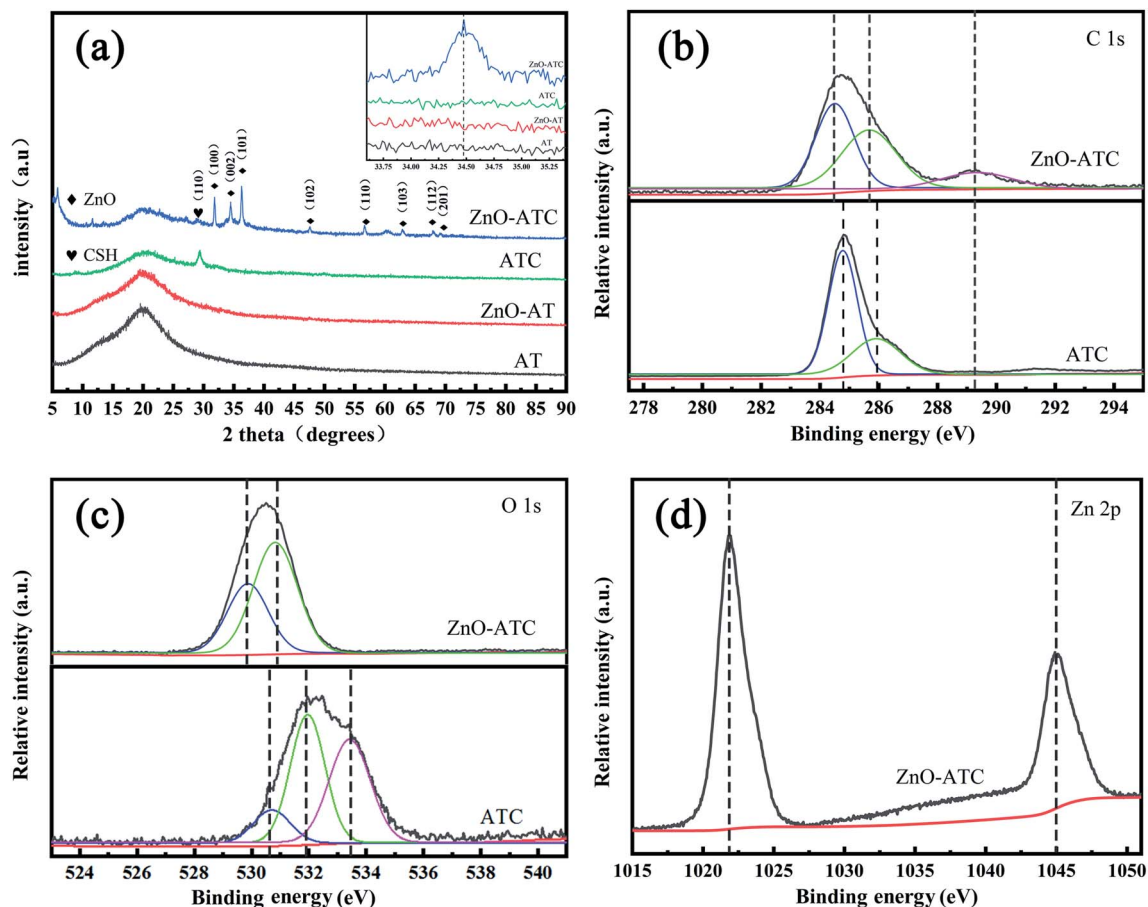 (a)
ZnO-ATC
ATC
ZnO-AT
AT
33.75 34.00 34.25 34.50 34.75 35.00 35.25
♦ ZnO
♥ CSH
(110)
(100)
(002)
(101)
(102)
(110)
(103)
(112)
(201)
ZnO-ATC
ATC
ZnO-AT
AT
intensity（a.u）
5 10 15 20 25 30 35 40 45 50 55 60 65 70 75 80 85 90
2 theta（degrees）
(b)
C 1s
ZnO-ATC
ATC
Relative intensity (a.u.)
278 280 282 284 286 288 290 292 294
Binding energy (eV)
(c)
O 1s
ZnO-ATC
ATC
Relative intensity (a.u.)
524 526 528 530 532 534 536 538 540
Binding energy (eV)
(d)
Zn 2p
ZnO-ATC
Relative intensity (a.u.)
1015 1020 1025 1030 1035 1040 1045 1050
Binding energy (eV)